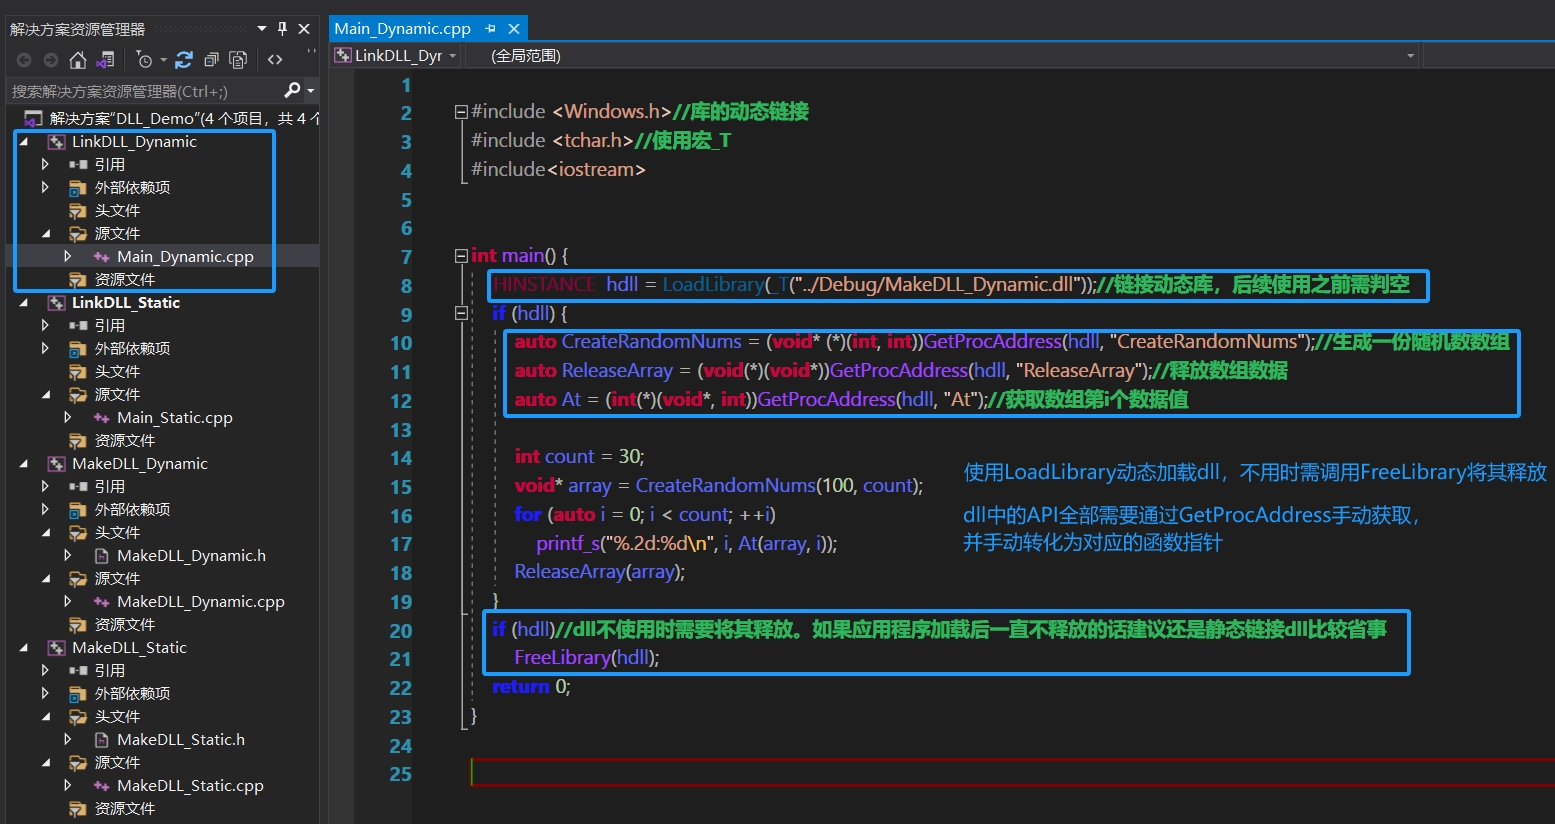 解决方案资源管理器
搜索解决方案资源管理器(Ctrl+;)
解决方案"DLL_Demo"(4 个项目，共 4 个
LinkDLL_Dynamic
引用
外部依赖项
头文件
源文件
Main_Dynamic.cpp
资源文件
LinkDLL_Static
引用
外部依赖项
头文件
源文件
Main_Static.cpp
资源文件
MakeDLL_Dynamic
引用
外部依赖项
头文件
MakeDLL_Dynamic.h
源文件
MakeDLL_Dynamic.cpp
资源文件
MakeDLL_Static
引用
外部依赖项
头文件
MakeDLL_Static.h
源文件
MakeDLL_Static.cpp
资源文件
Main_Dynamic.cpp
LinkDLL_Dyr (全局范围)
1
2 #include <Windows.h>//库的动态链接
3 #include <tchar.h>//使用宏_T
4 #include<iostream>
5
6
7 int main() {
8 HINSTANCE hdll = LoadLibrary(_T("../Debug/MakeDLL_Dynamic.dll"));//链接动态库，后续使用之前需判空
9 if (hdll) {
10 auto CreateRandomNums = (void* (*)(int, int))GetProcAddress(hdll, "CreateRandomNums");//生成一份随机数数组
11 auto ReleaseArray = (void(*)(void*))GetProcAddress(hdll, "ReleaseArray");//释放数组数据
12 auto At = (int(*)(void*, int))GetProcAddress(hdll, "At");//获取数组第i个数据值
13
14 int count = 30;
15 void* array = CreateRandomNums(100, count);
16 for (auto i = 0; i < count; ++i)
17 printf_s("%.2d:%d\n", i, At(array, i));
18 ReleaseArray(array);
19 }
20 if (hdll)//dll不使用时需要将其释放。如果应用程序加载后一直不释放的话建议还是静态链接dll比较省事
21 FreeLibrary(hdll);
22 return 0;
23 }
24
25
使用LoadLibrary动态加载dll，不用时需调用FreeLibrary将其释放
dll中的API全部需要通过GetProcAddress手动获取，
并手动转化为对应的函数指针